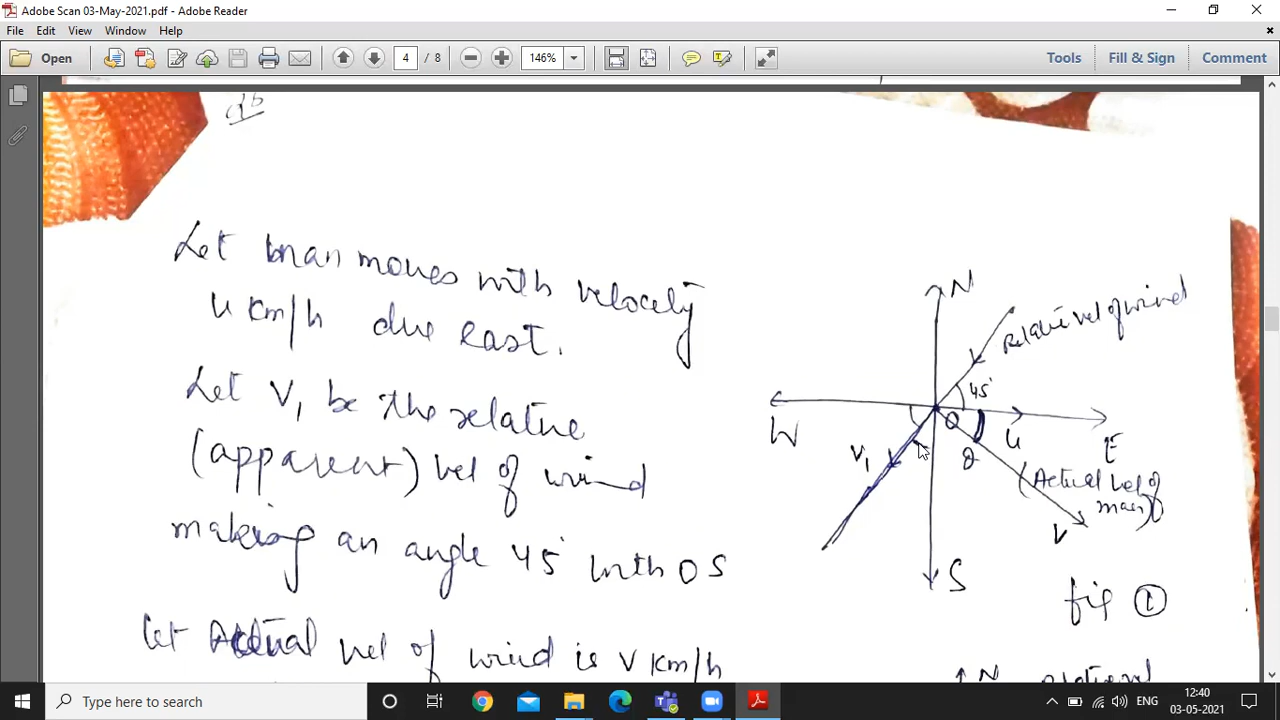 Adobe Scan 03-May-2021.pdf - Adobe Reader
File Edit View Window Help
Open 4 / 8 146% Tools Fill & Sign Comment
Let man moves with velocety
u Km/h due east.
Let V1 be the relative
(apparent) vel of wind
making an angle 45° with OS
Let Actual vel of wind is v km/h
N
Relative vel of wind
45°
W
O
u
E
V1
θ
(Actual vel of
man)
V
S
fig ①
N
Type here to search
ENG
12:40
03-05-2021